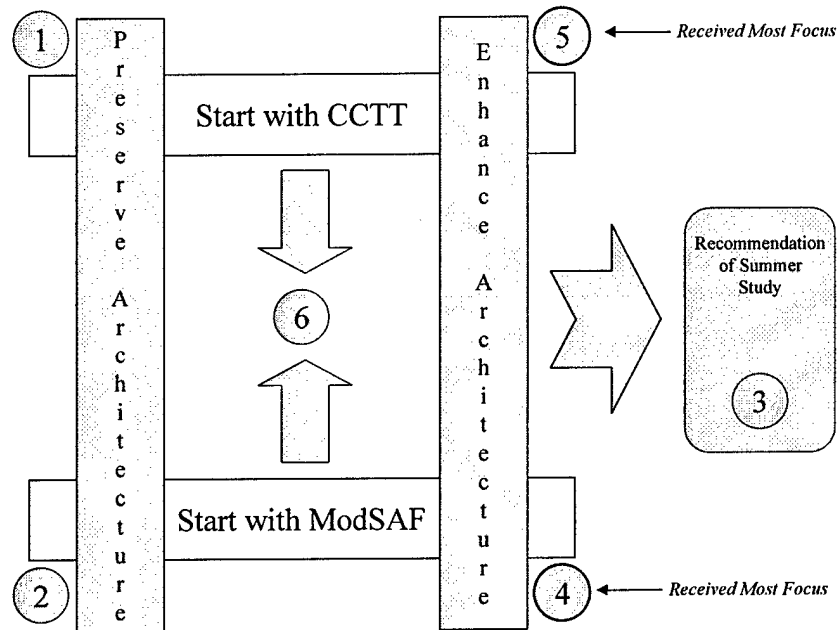 1
Preserve Architecture
Enhance Architecture
5
Received Most Focus
Start with CCTT
Recommendation
of Summer
Study
6
3
Start with ModSAF
2
4
Received Most Focus